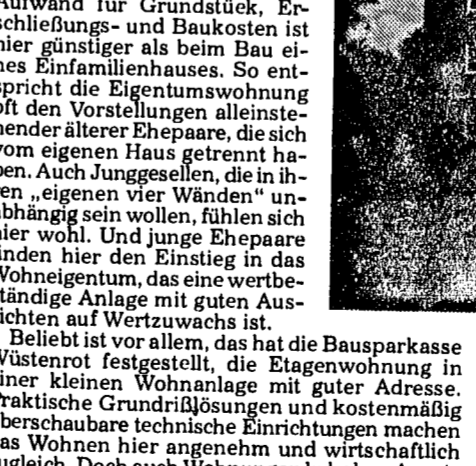 Aufwand für Grundstück, Er-
schließungs- und Baukosten ist
hier günstiger als beim Bau ei-
nes Einfamilienhauses. So ent-
spricht die Eigentumswohnung
oft den Vorstellungen alleinste-
hender älterer Ehepaare, die sich
vom eigenen Haus getrennt ha-
ben. Auch Junggesellen, die in ih-
ren „eigenen vier Wänden“ un-
abhängig sein wollen, fühlen sich
hier wohl. Und junge Ehepaare
finden hier den Einstieg in das
Wohneigentum, das eine wertbe-
ständige Anlage mit guten Aus-
sichten auf Wertzuwachs ist.
Beliebt ist vor allem, das hat die Bausparkasse
Wüstenrot festgestellt, die Etagenwohnung in
einer kleinen Wohnanlage mit guter Adresse.
Praktische Grundrißlösungen und kostenmäßig
überschaubare technische Einrichtungen machen
das Wohnen hier angenehm und wirtschaftlich
zugleich. Doch auch